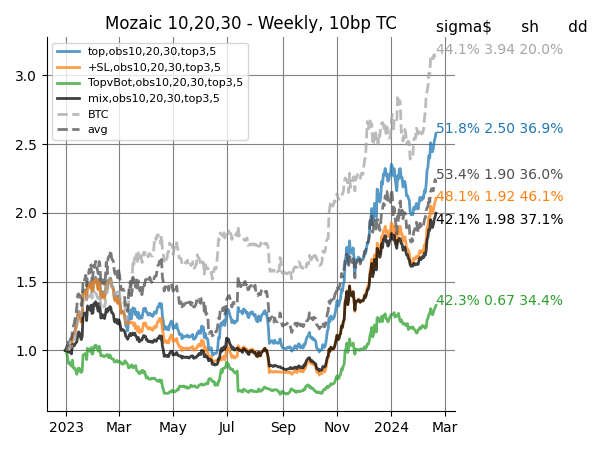 Mozaic 10,20,30 - Weekly, 10bp TC
sigma$ sh dd
top,obs10,20,30,top3,5
+SL,obs10,20,30,top3,5
TopvBot,obs10,20,30,top3,5
mix,obs10,20,30,top3,5
BTC
avg
44.1% 3.94 20.0%
51.8% 2.50 36.9%
53.4% 1.90 36.0%
48.1% 1.92 46.1%
42.1% 1.98 37.1%
42.3% 0.67 34.4%
3.0
2.5
2.0
1.5
1.0
2023 Mar May Jul Sep Nov 2024 Mar